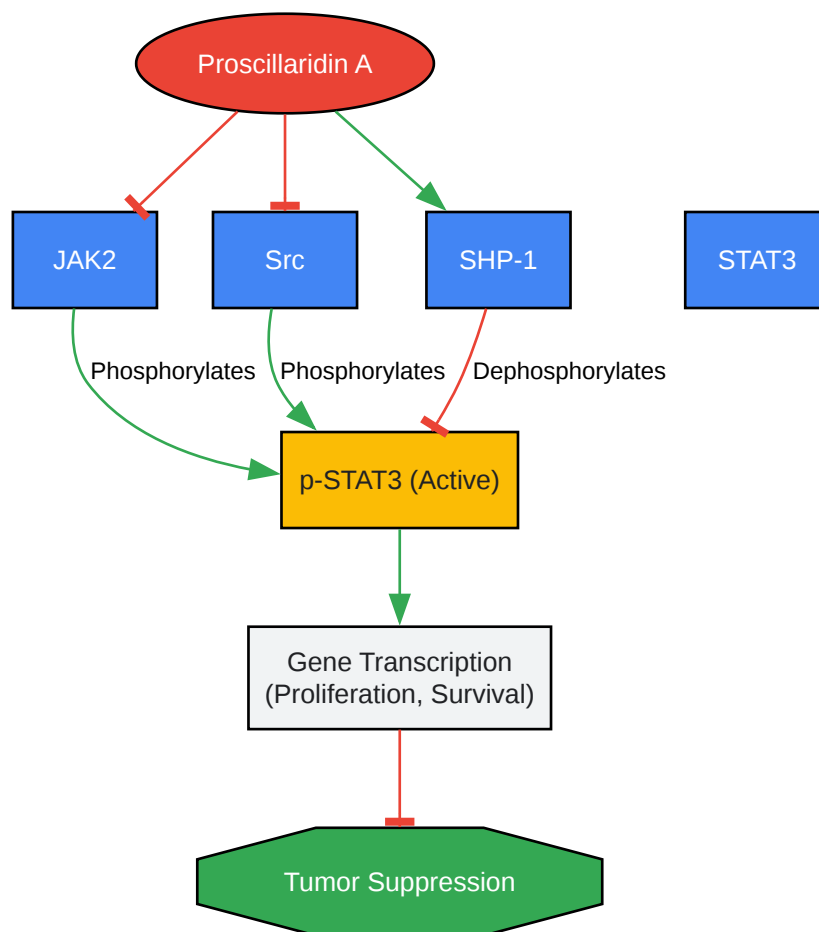 Proscillaridin A
JAK2
Src
SHP-1
STAT3
Phosphorylates
Phosphorylates
Dephosphorylates
p-STAT3 (Active)
Gene Transcription
(Proliferation, Survival)
Tumor Suppression